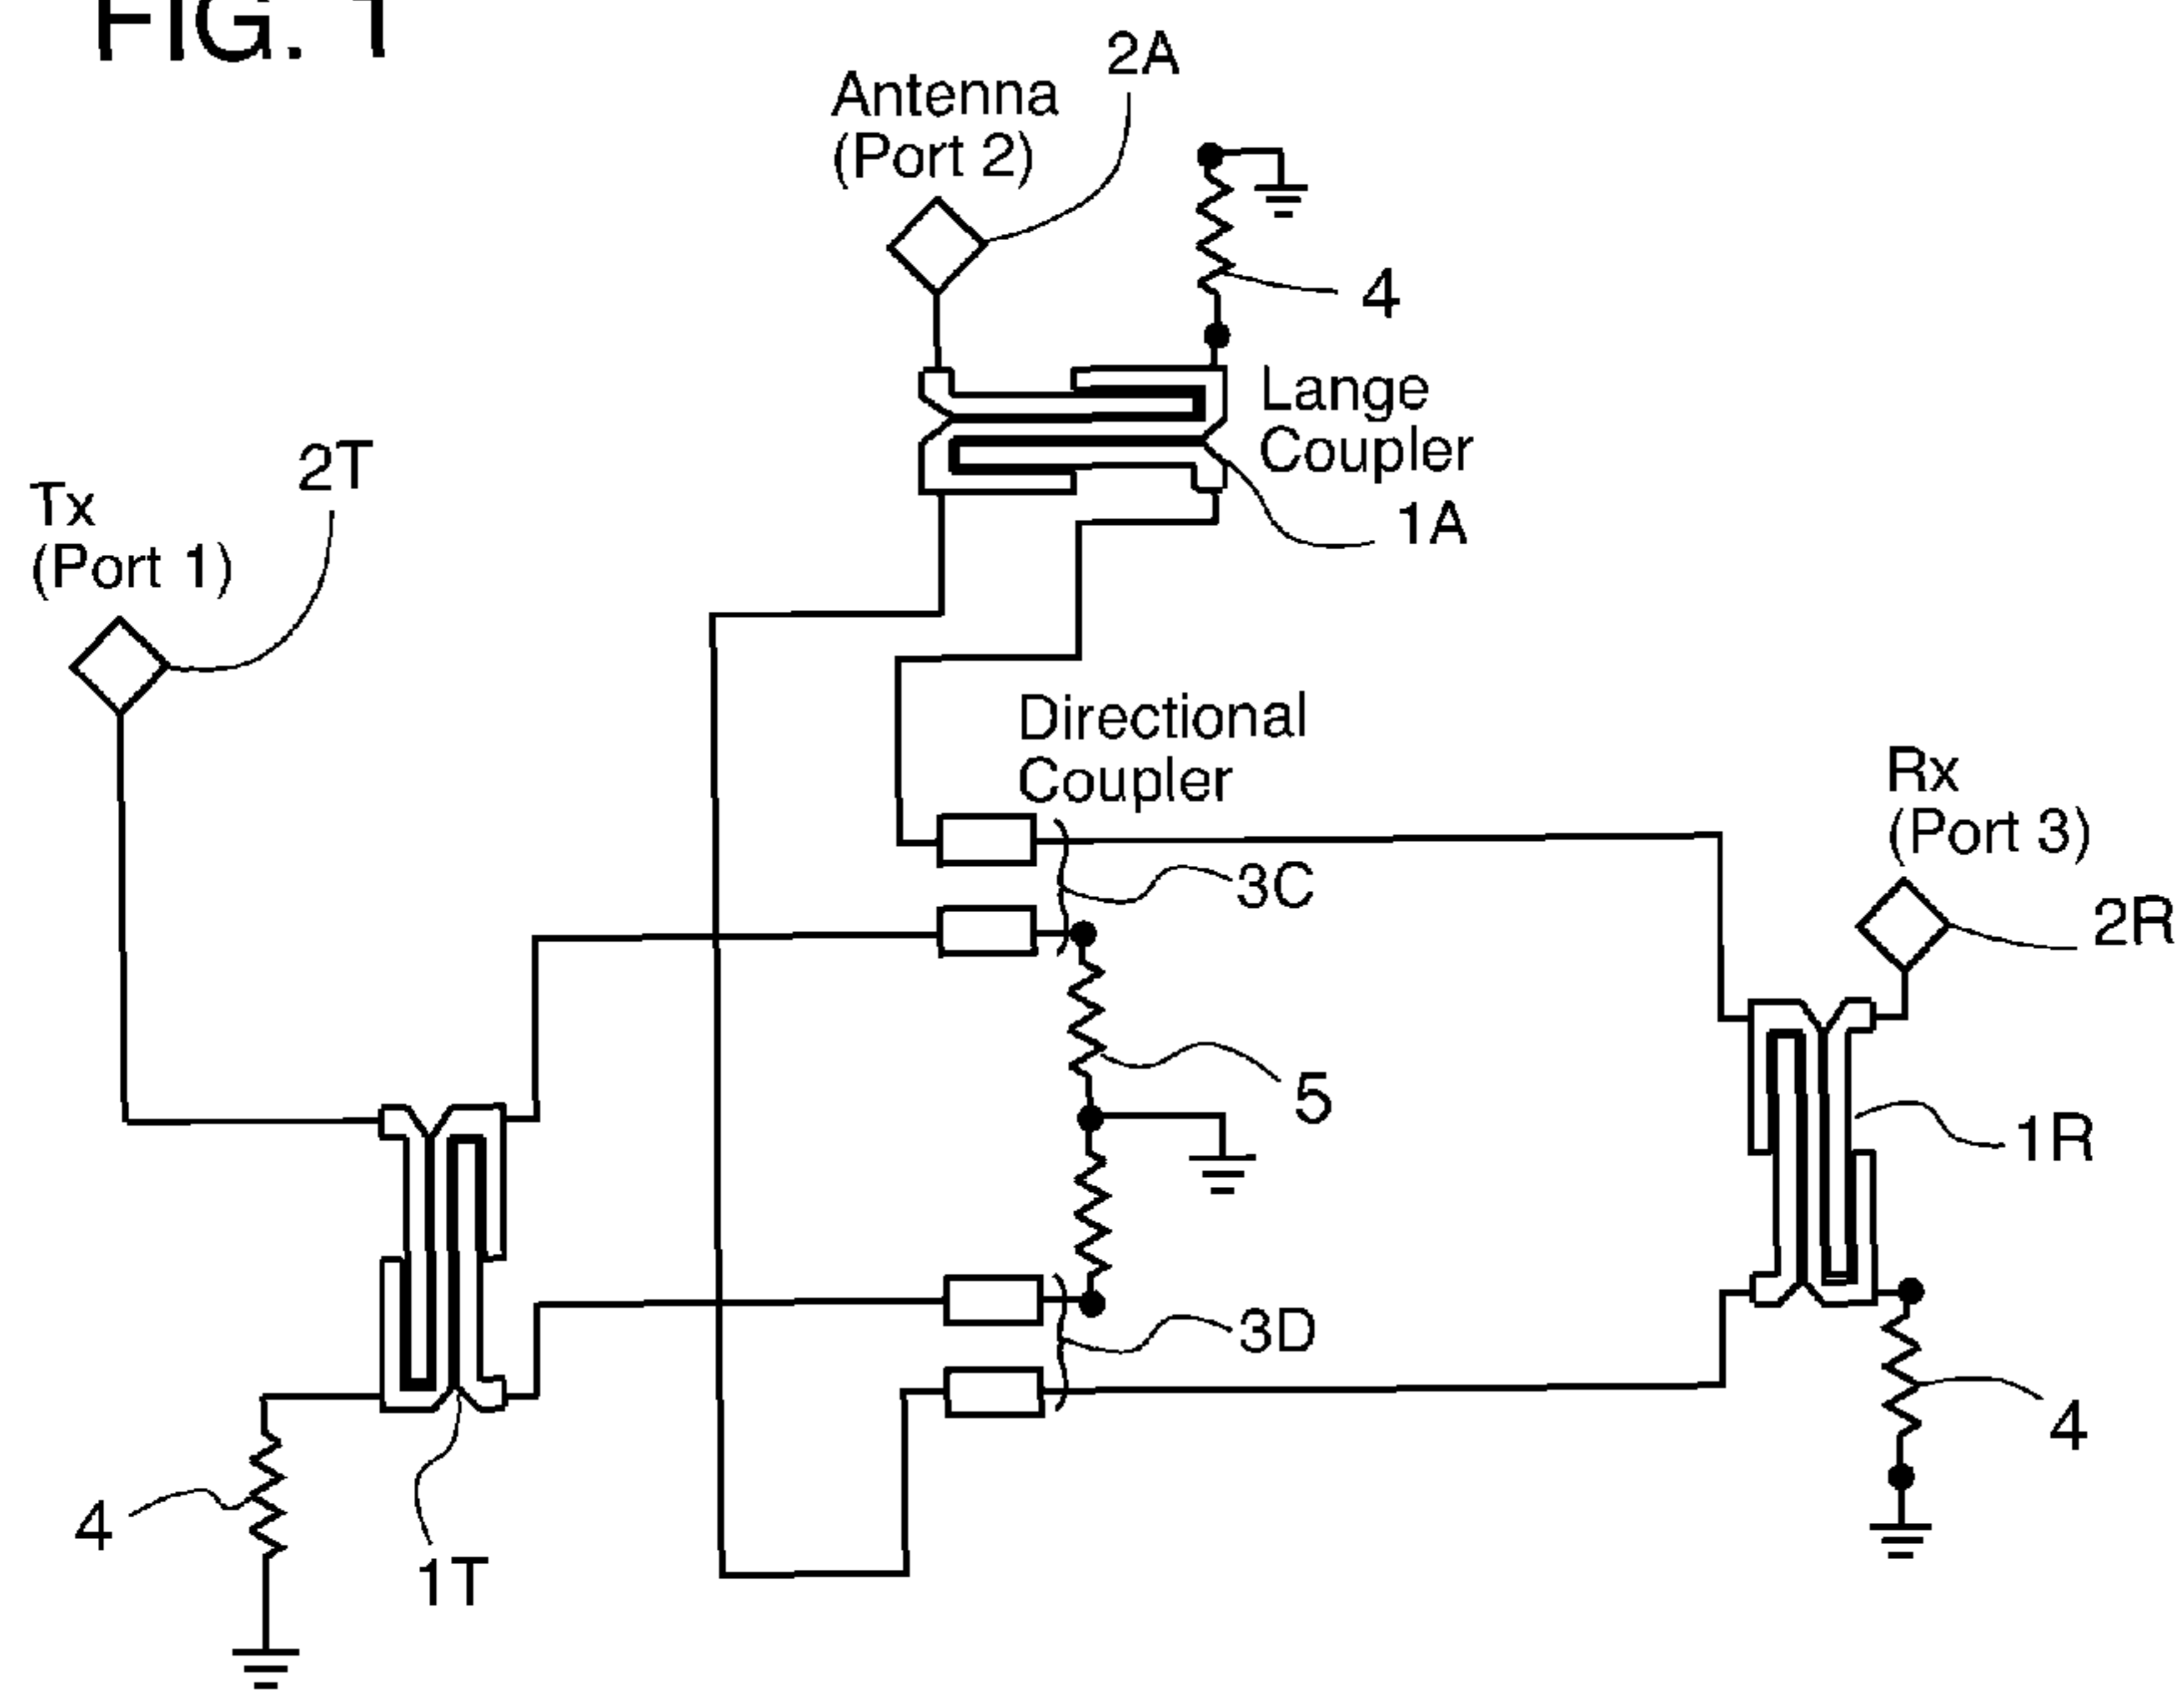 FIG. 1
2A
Antenna
(Port 2)
4
Lange
Coupler
1A
2T
Tx
(Port 1)
Directional
Coupler
Rx
(Port 3)
3C
2R
5
1R
3D
4
4
1T